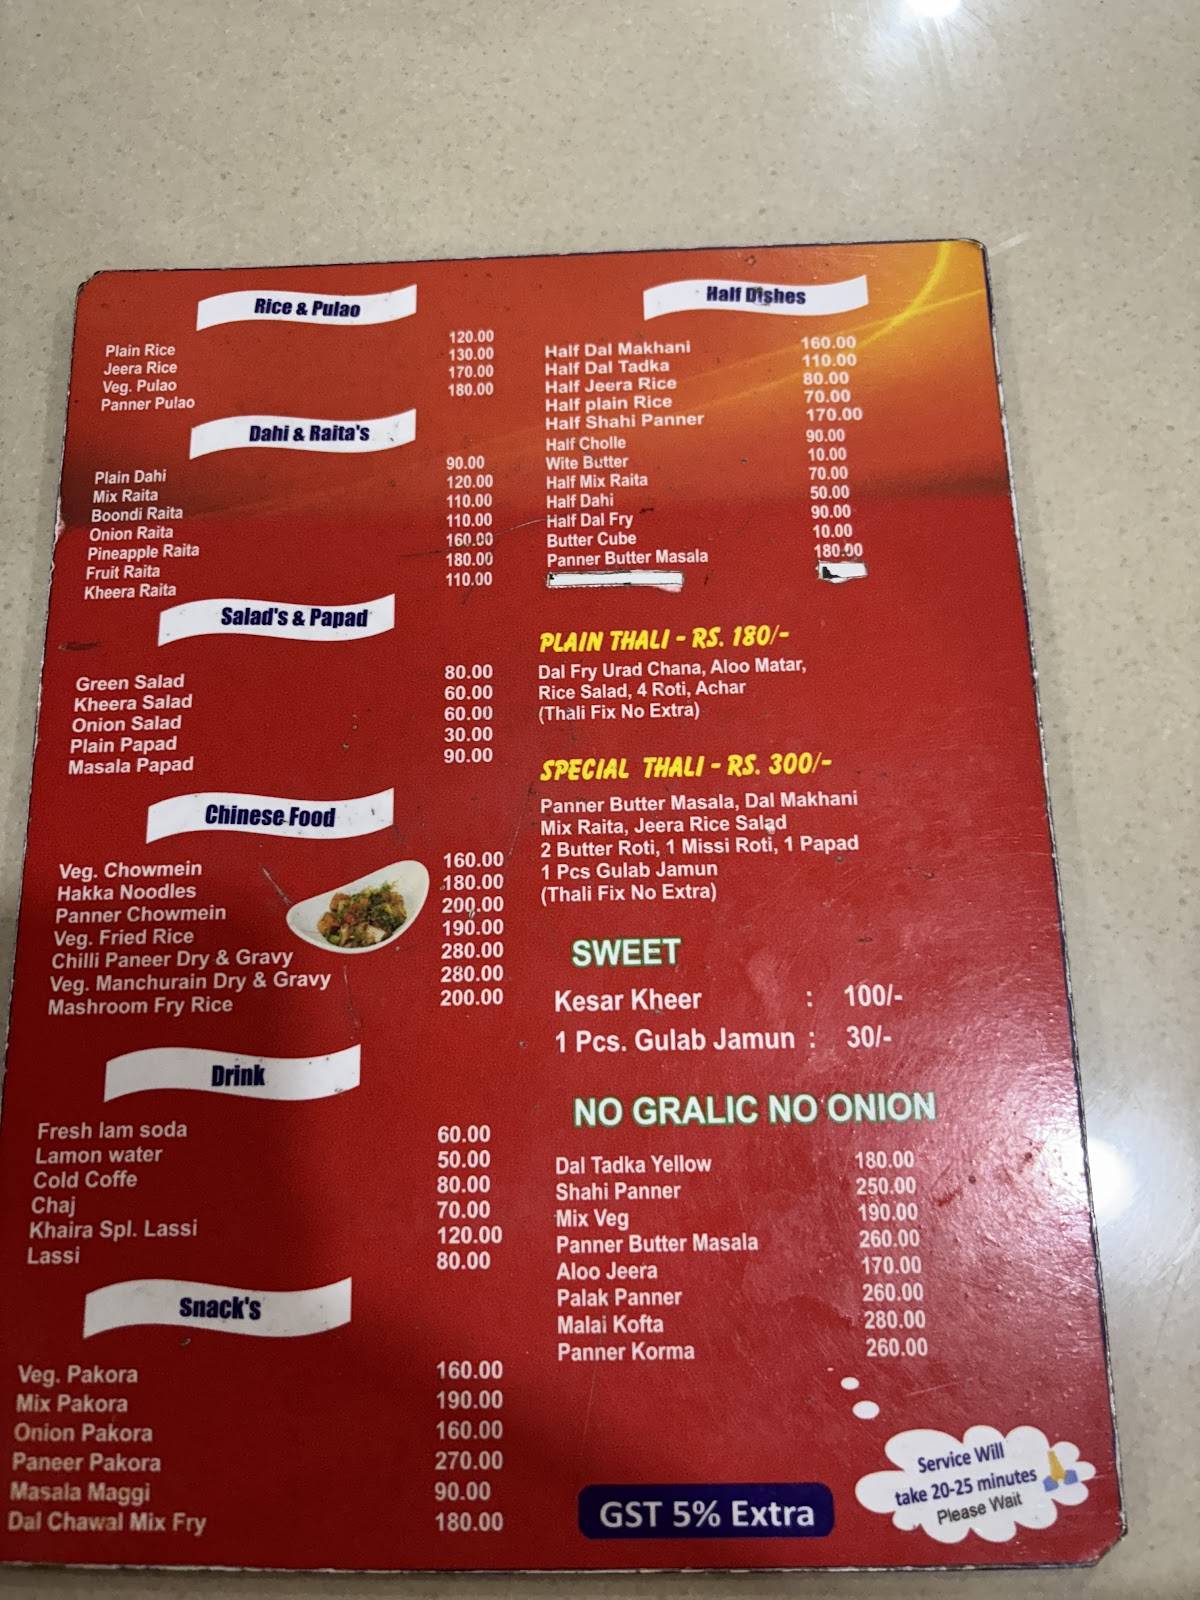 Rice & Pulao
Plain Rice 120.00
Jeera Rice 130.00
Veg. Pulao 170.00
Panner Pulao 180.00
Dahi & Raita's
Plain Dahi 90.00
Mix Raita 120.00
Boondi Raita 110.00
Onion Raita 110.00
Pineapple Raita 160.00
Fruit Raita 180.00
Kheera Raita 110.00
Salad's & Papad
Green Salad 80.00
Kheera Salad 60.00
Onion Salad 60.00
Plain Papad 30.00
Masala Papad 90.00
Chinese Food
Veg. Chowmein 160.00
Hakka Noodles 180.00
Panner Chowmein 200.00
Veg. Fried Rice 190.00
Chilli Paneer Dry & Gravy 280.00
Veg. Manchurain Dry & Gravy 280.00
Mashroom Fry Rice 200.00
Drink
Fresh lam soda 60.00
Lamon water 50.00
Cold Coffe 80.00
Chaj 70.00
Khaira Spl. Lassi 120.00
Lassi 80.00
Snack's
Veg. Pakora 160.00
Mix Pakora 190.00
Onion Pakora 160.00
Paneer Pakora 270.00
Masala Maggi 90.00
Dal Chawal Mix Fry 180.00
Half Dishes
Half Dal Makhani 160.00
Half Dal Tadka 110.00
Half Jeera Rice 80.00
Half plain Rice 70.00
Half Shahi Panner 170.00
Half Cholle 90.00
Wite Butter 10.00
Half Mix Raita 70.00
Half Dahi 50.00
Half Dal Fry 90.00
Butter Cube 10.00
Panner Butter Masala 180.00
PLAIN THALI - RS. 180/-
Dal Fry Urad Chana, Aloo Matar,
Rice Salad, 4 Roti, Achar
(Thali Fix No Extra)
SPECIAL THALI - RS. 300/-
Panner Butter Masala, Dal Makhani
Mix Raita, Jeera Rice Salad
2 Butter Roti, 1 Missi Roti, 1 Papad
1 Pcs Gulab Jamun
(Thali Fix No Extra)
SWEET
Kesar Kheer : 100/-
1 Pcs. Gulab Jamun : 30/-
NO GRALIC NO ONION
Dal Tadka Yellow 180.00
Shahi Panner 250.00
Mix Veg 190.00
Panner Butter Masala 260.00
Aloo Jeera 170.00
Palak Panner 260.00
Malai Kofta 280.00
Panner Korma 260.00
GST 5% Extra
Service Will
take 20-25 minutes
Please Wait